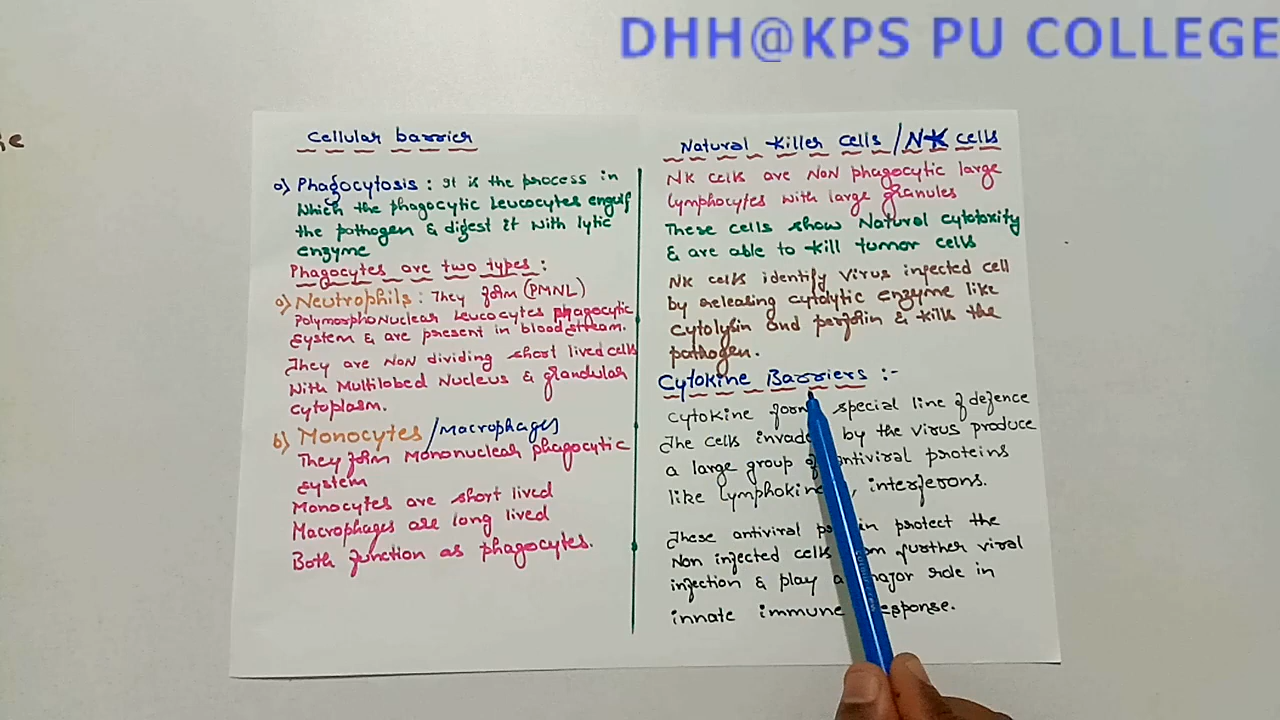 DHH@KPS PU COLLEGE
Cellular barrier
a) Phagocytosis : It is the process in
which the phagocytic Leucocytes engulf
the pathogen & digest it with lytic
enzyme
Phagocytes are two types :
a) Neutrophils : They form (PMNL)
PolymorphoNuclear Leucocytes phagocytic
system & are present in bloodstream.
They are NON dividing short lived cells
With Multilobed Nucleus & grandular
cytoplasm.
b) Monocytes /Macrophages
They form Mononuclear phagocytic
system
Monocytes are short lived
Macrophages are long lived
Both function as phagocytes.
Natural Killer cells /NK cells
NK cells are NON phagocytic large
lymphocytes with large granules
These cells show Natural cytotoxity
& are able to kill tumor cells
NK cells identify virus infected cell
by releasing cytolytic enzyme like
cytolysin and perforin & kills the
pathogen.
Cytokine Barriers :-
cytokine special line of defence
The cells by the virus produce
a large group antiviral proteins
like interferons.
These antiviral protect the
Non infected cells further viral
infection & play major role in
innate immune